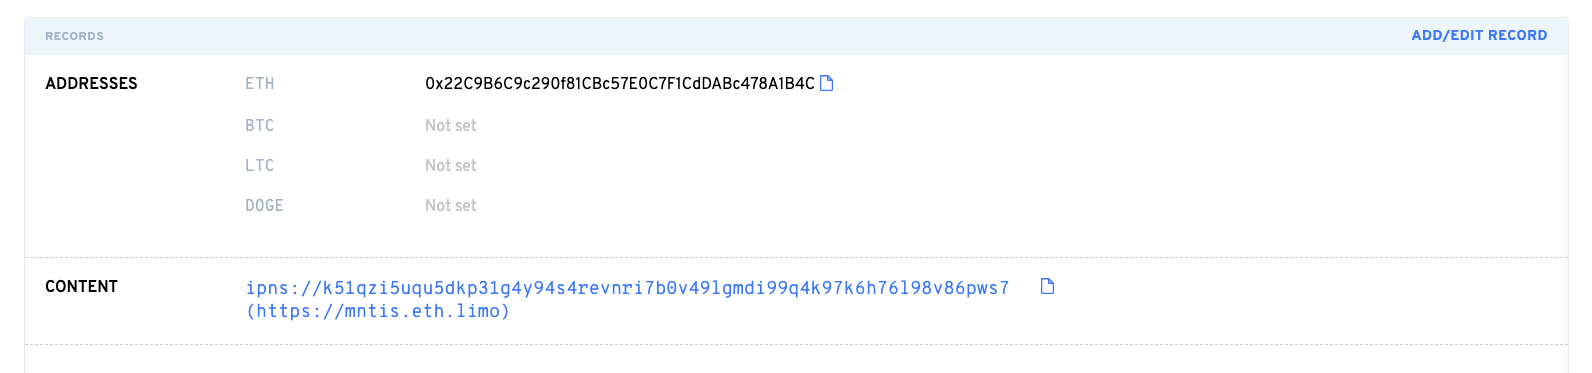 RECORDS ADD/EDIT RECORD
ADDRESSES ETH 0x22C9B6C9c290f81CBc57E0C7F1CdDABc478A1B4C
BTC Not set
LTC Not set
DOGE Not set
CONTENT ipns://k51qzi5uqu5dkp31g4y94s4revnri7b0v49lgmdi99q4k97k6h76l98v86pws7
(https://mntis.eth.limo)